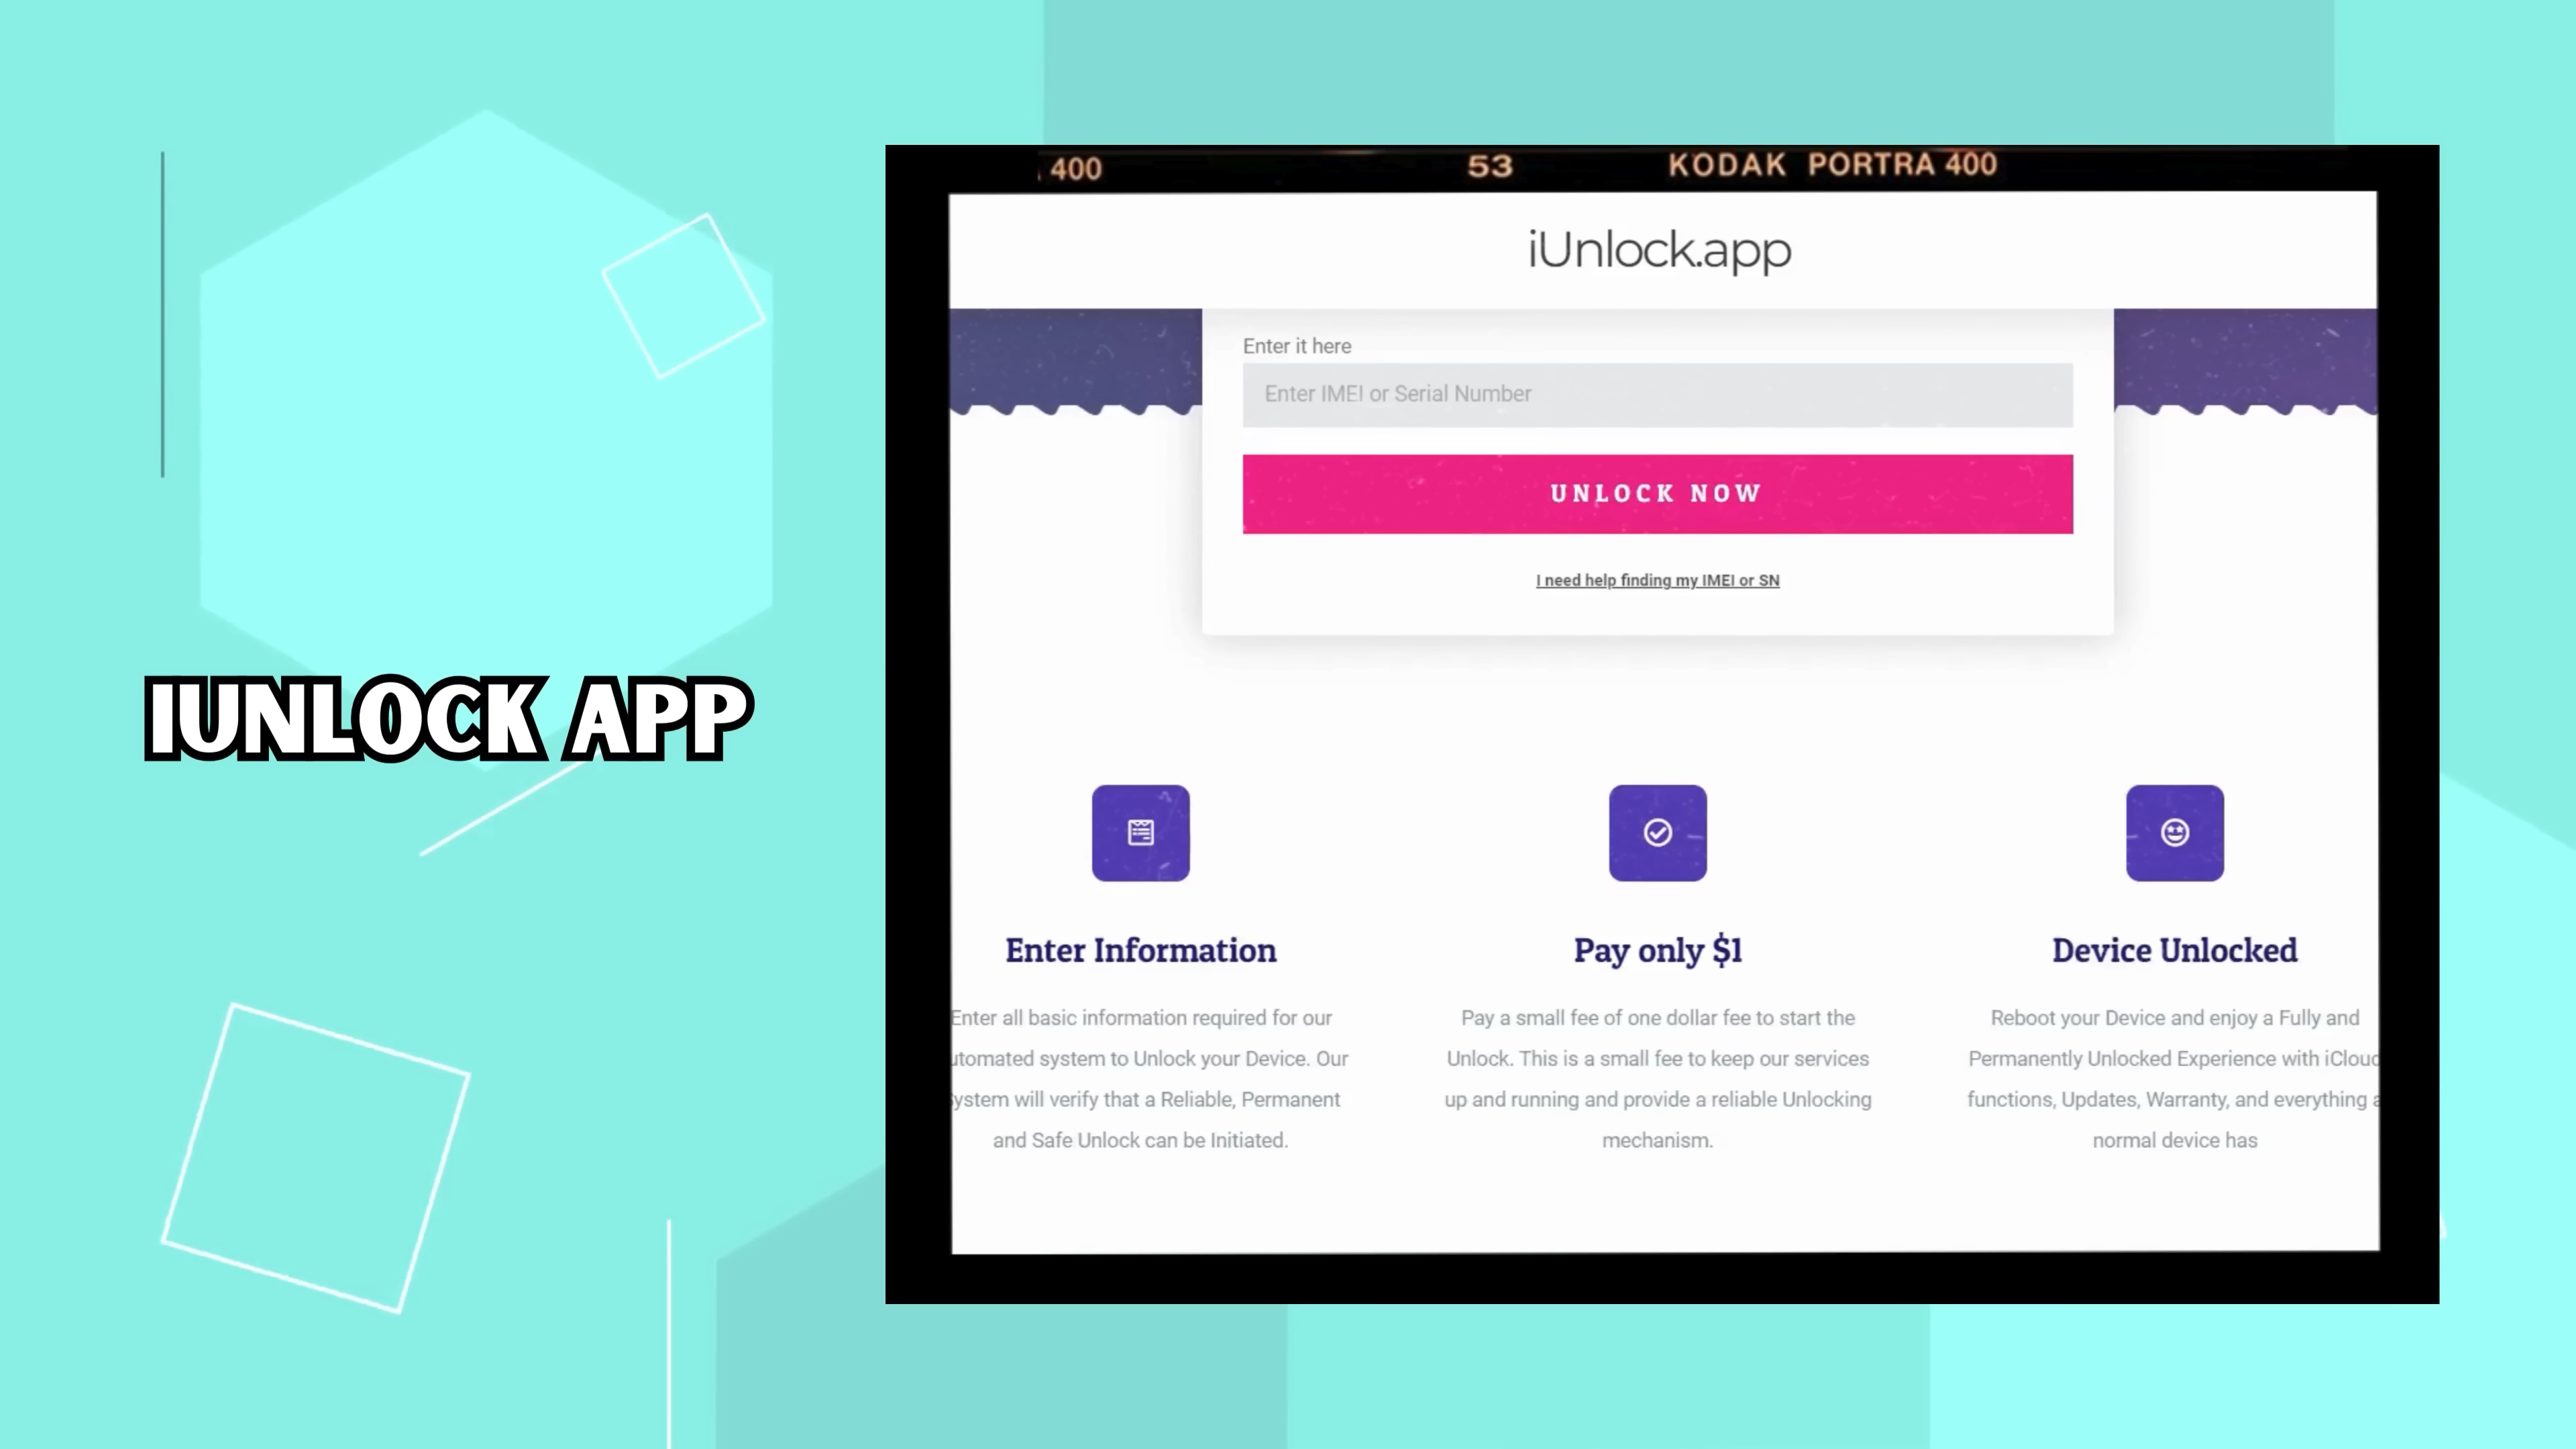 400
53
KODAK PORTRA 400
iUnlock.app
Enter it here
Enter IMEI or Serial Number
UNLOCK NOW
I need help finding my IMEI or SN
IUNLOCK APP
Enter Information
Enter all basic information required for our
utomated system to Unlock your Device. Our
ystem will verify that a Reliable, Permanent
and Safe Unlock can be Initiated.
Pay only $1
Pay a small fee of one dollar fee to start the
Unlock. This is a small fee to keep our services
up and running and provide a reliable Unlocking
mechanism.
Device Unlocked
Reboot your Device and enjoy a Fully and
Permanently Unlocked Experience with iCloud
functions, Updates, Warranty, and everything a
normal device has